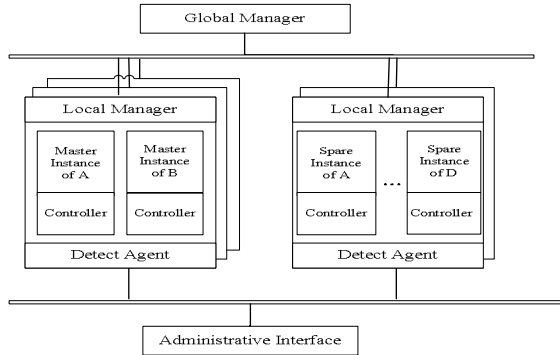 Global Manager
Local Manager
Master
Instance
of A
Master
Instance
of B
Controller
Controller
Detect Agent
Local Manager
Spare
Instance
of A
...
Spare
Instance
of D
Controller
Controller
Detect Agent
Administrative Interface